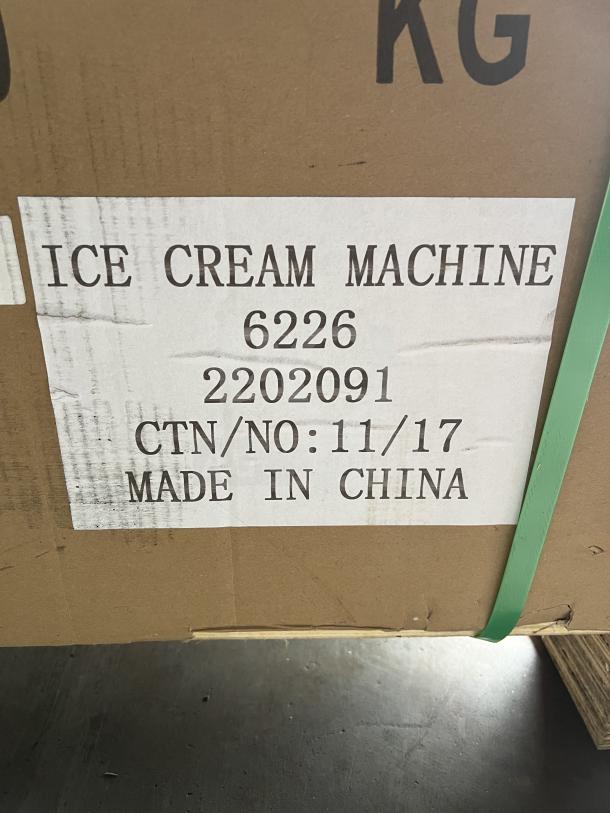 KG
ICE CREAM MACHINE
6226
2202091
CTN/NO:11/17
MADE IN CHINA